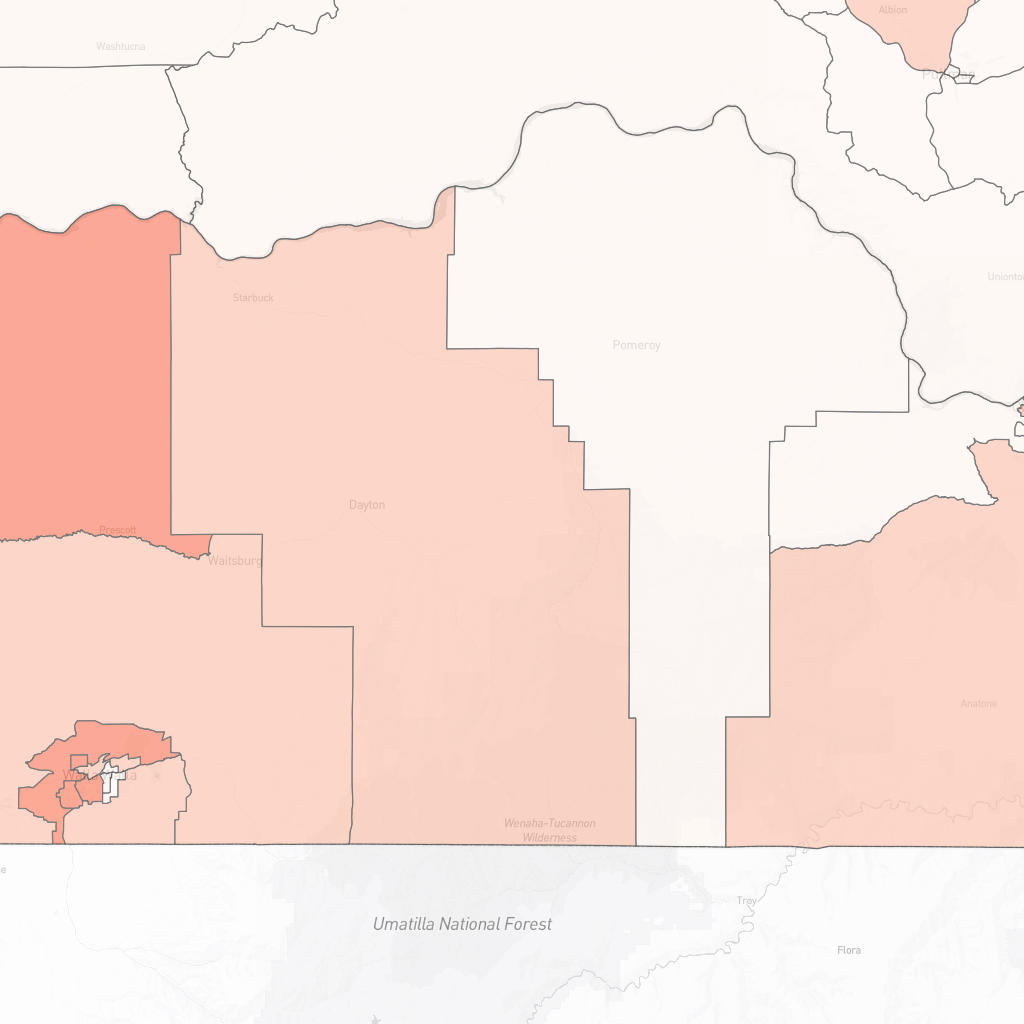 Albion
Washtucna
Pullman
Starbuck
Pomeroy
Dayton
Prescott
Waitsburg
Anatone
Walla Walla
Wenaha-Tucannon
Wilderness
Troy
Umatilla National Forest
Flora